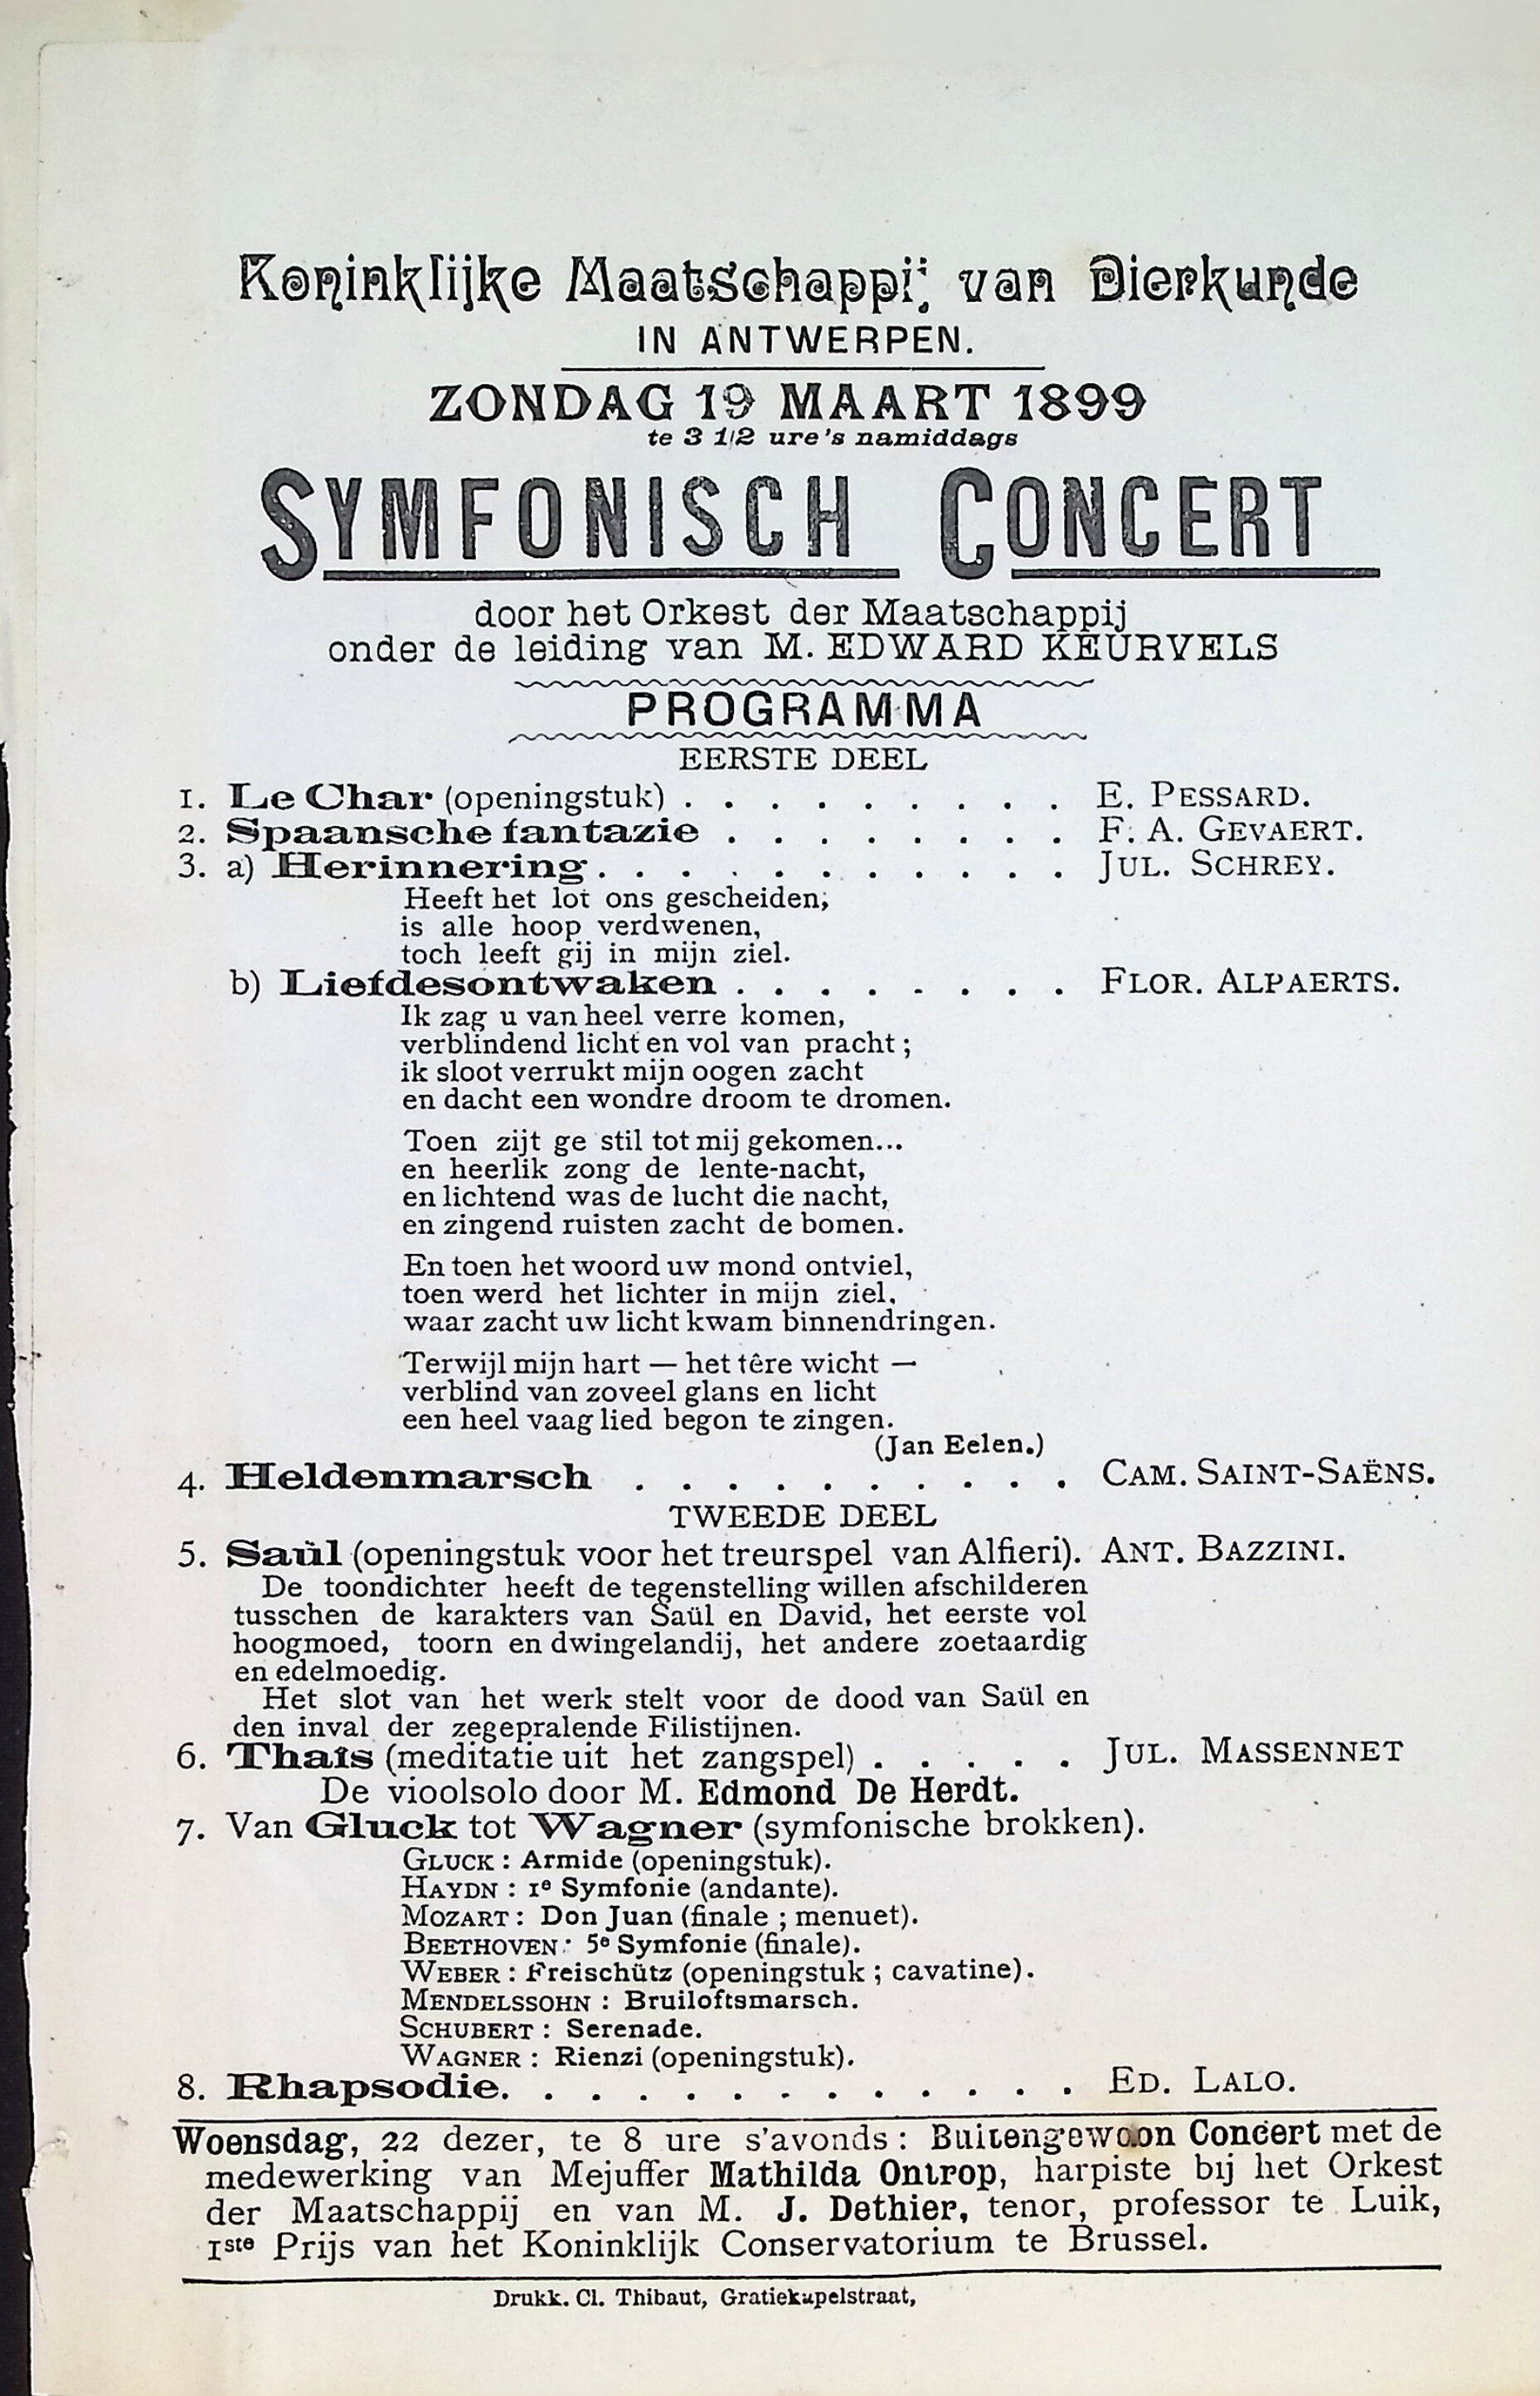 Koninklijke Maatschappij van Dierkunde
IN ANTWERPEN.
ZONDAG 19 MAART 1899
te 3 1/2 ure's namiddags
SYMFONISCH CONCERT
door het Orkest der Maatschappij
onder de leiding van M. EDWARD KEURVELS
PROGRAMMA
EERSTE DEEL
1. Le Char (openingstuk) . . . . . . . . . E. PESSARD.
2. Spaansche fantazie . . . . . . . . F. A. GEVAERT.
3. a) Herinnering . . . . . . . . . . . JUL. SCHREY.
Heeft het lot ons gescheiden,
is alle hoop verdwenen,
toch leeft gij in mijn ziel.
b) Liefdesontwaken . . . . . . . . FLOR. ALPAERTS.
Ik zag u van heel verre komen,
verblindend licht en vol van pracht ;
ik sloot verrukt mijn oogen zacht
en dacht een wondre droom te dromen.
Toen zijt ge stil tot mij gekomen...
en heerlik zong de lente-nacht,
en lichtend was de lucht die nacht,
en zingend ruisten zacht de bomen.
En toen het woord uw mond ontviel,
toen werd het lichter in mijn ziel,
waar zacht uw licht kwam binnendringen.
Terwijl mijn hart — het têre wicht —
verblind van zoveel glans en licht
een heel vaag lied begon te zingen.
(Jan Eelen.)
4. Heldenmarsch . . . . . . . . . . CAM. SAINT-SAËNS.
TWEEDE DEEL
5. Saül (openingstuk voor het treurspel van Alfieri). ANT. BAZZINI.
De toondichter heeft de tegenstelling willen afschilderen
tusschen de karakters van Saül en David, het eerste vol
hoogmoed, toorn en dwingelandij, het andere zoetaardig
en edelmoedig.
Het slot van het werk stelt voor de dood van Saül en
den inval der zegepralende Filistijnen.
6. Thaïs (meditatie uit het zangspel) . . . . . JUL. MASSENNET
De vioolsolo door M. Edmond De Herdt.
7. Van Gluck tot Wagner (symfonische brokken).
GLUCK : Armide (openingstuk).
HAYDN : 1e Symfonie (andante).
MOZART : Don Juan (finale ; menuet).
BEETHOVEN : 5e Symfonie (finale).
WEBER : Freischütz (openingstuk ; cavatine).
MENDELSSOHN : Bruiloftsmarsch.
SCHUBERT : Serenade.
WAGNER : Rienzi (openingstuk).
8. Rhapsodie. . . . . . . . . . . . . ED. LALO.
Woensdag, 22 dezer, te 8 ure s'avonds : Buitengewoon Concert met de
medewerking van Mejuffer Mathilda Ontrop, harpiste bij het Orkest
der Maatschappij en van M. J. Dethier, tenor, professor te Luik,
1ste Prijs van het Koninklijk Conservatorium te Brussel.
Drukk. Cl. Thibaut, Gratiekapelstraat,